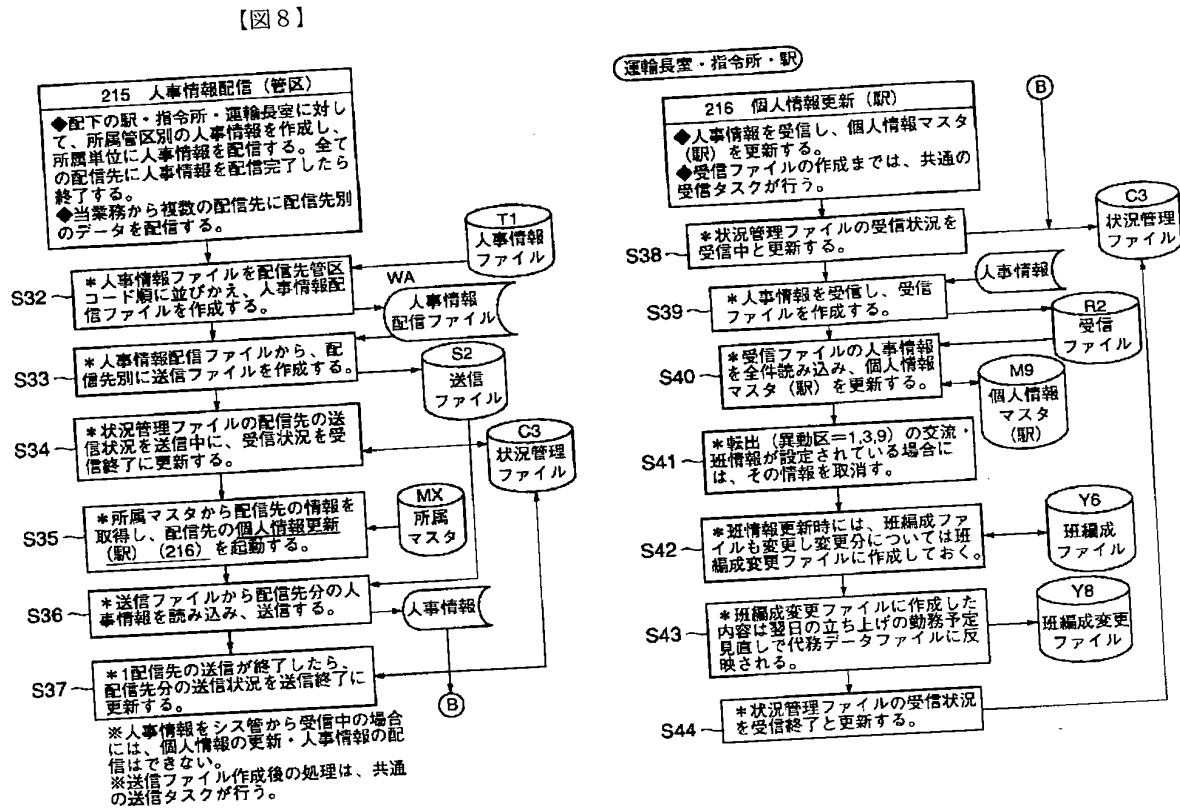 【図8】
215 人事情報配信(管区)
◆配下の駅・指令所・運輸長室に対し
て、所属管区別の人事情報を作成し、
所属単位に人事情報を配信する。全て
の配信先に人事情報を配信完了したら
終了する。
◆当業務から複数の配信先に配信先別
のデータを配信する。
T1
人事情報
ファイル
S32
*人事情報ファイルを配信先管区
コード順に並びかえ、人事情報配
信ファイルを作成する。
WA
人事情報
配信ファイル
S33
*人事情報配信ファイルから、配
信先別に送信ファイルを作成する。
S2
送信
ファイル
S34
*状況管理ファイルの配信先の送
信状況を送信中に、受信状況を受
信終了に更新する。
C3
状況管理
ファイル
S35
*所属マスタから配信先の情報を
取得し、配信先の個人情報更新
(駅)(216)を起動する。
MX
所属
マスタ
S36
*送信ファイルから配信先分の人
事情報を読み込み、送信する。
人事情報
S37
*1配信先の送信が終了したら、
配信先分の送信状況を送信終了に
更新する。
B
※人事情報をシス管から受信中の場合
には、個人情報の更新・人事情報の配
信はできない。
※送信ファイル作成後の処理は、共通
の送信タスクが行う。
運輸長室・指令所・駅
216 個人情報更新(駅)
◆人事情報を受信し、個人情報マスタ
(駅)を更新する。
◆受信ファイルの作成までは、共通の
受信タスクが行う。
B
C3
状況管理
ファイル
S38
*状況管理ファイルの受信状況を
受信中と更新する。
人事情報
S39
*人事情報を受信し、受信
ファイルを作成する。
R2
受信
ファイル
S40
*受信ファイルの人事情報
を全件読み込み、個人情報
マスタ(駅)を更新する。
M9
個人情報
マスタ
(駅)
S41
*転出(異動区=1,3,9)の交流・
班情報が設定されている場合に
は、その情報を取消す。
S42
*班情報更新時には、班編成ファ
イルも変更し変更分については班
編成変更ファイルに作成しておく。
Y6
班編成
ファイル
S43
*班編成変更ファイルに作成した
内容は翌日の立ち上げの勤務予定
見直しで代務データファイルに反
映される。
Y8
班編成変更
ファイル
S44
*状況管理ファイルの受信状況
を受信終了と更新する。